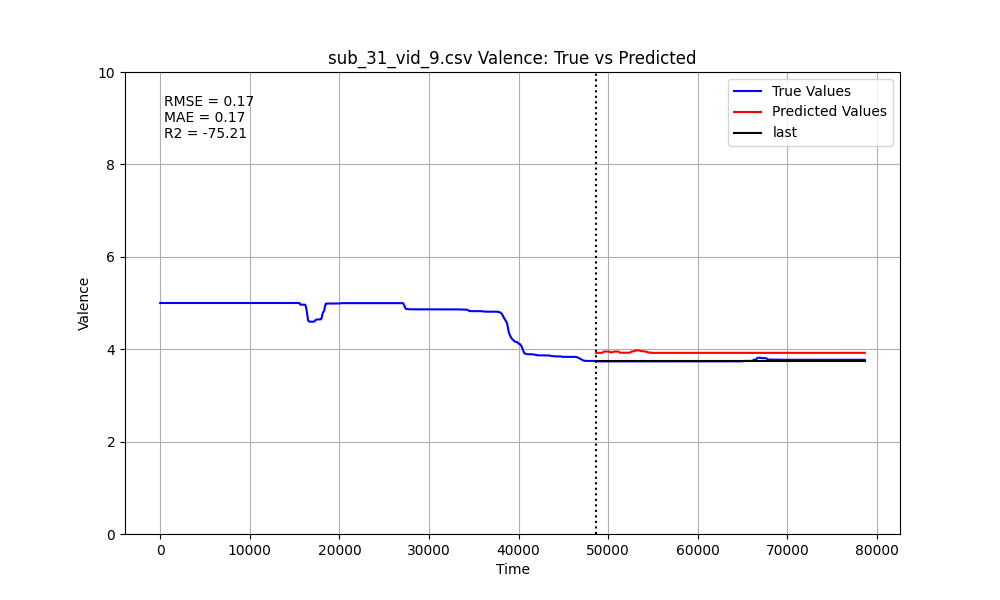 sub_31_vid_9.csv Valence: True vs Predicted
RMSE = 0.17
MAE = 0.17
R2 = -75.21
True Values
Predicted Values
last
Valence
10
8
6
4
2
0
0 10000 20000 30000 40000 50000 60000 70000 80000
Time